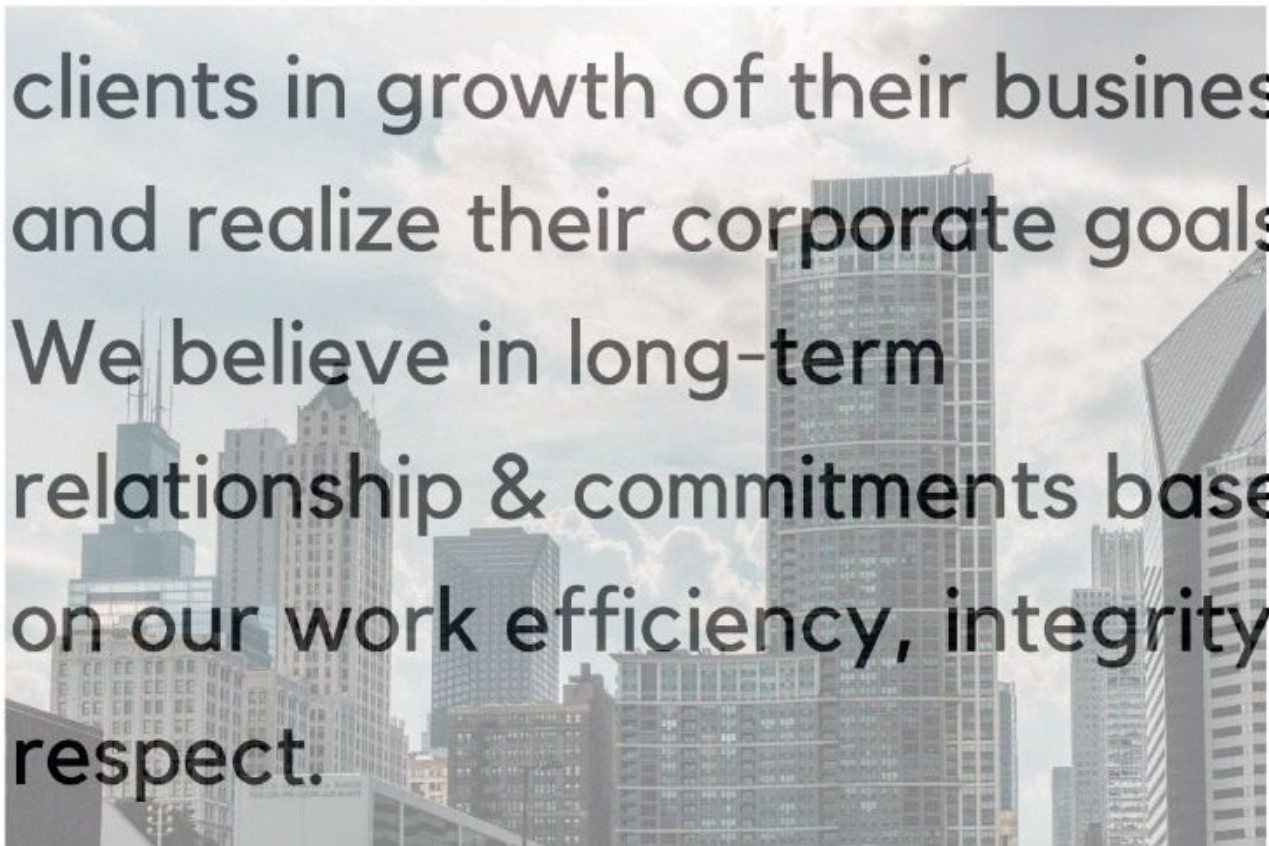 clients in growth of their busines
and realize their corporate goals
We believe in long-term
relationship & commitments base
on our work efficiency, integrity
respect.